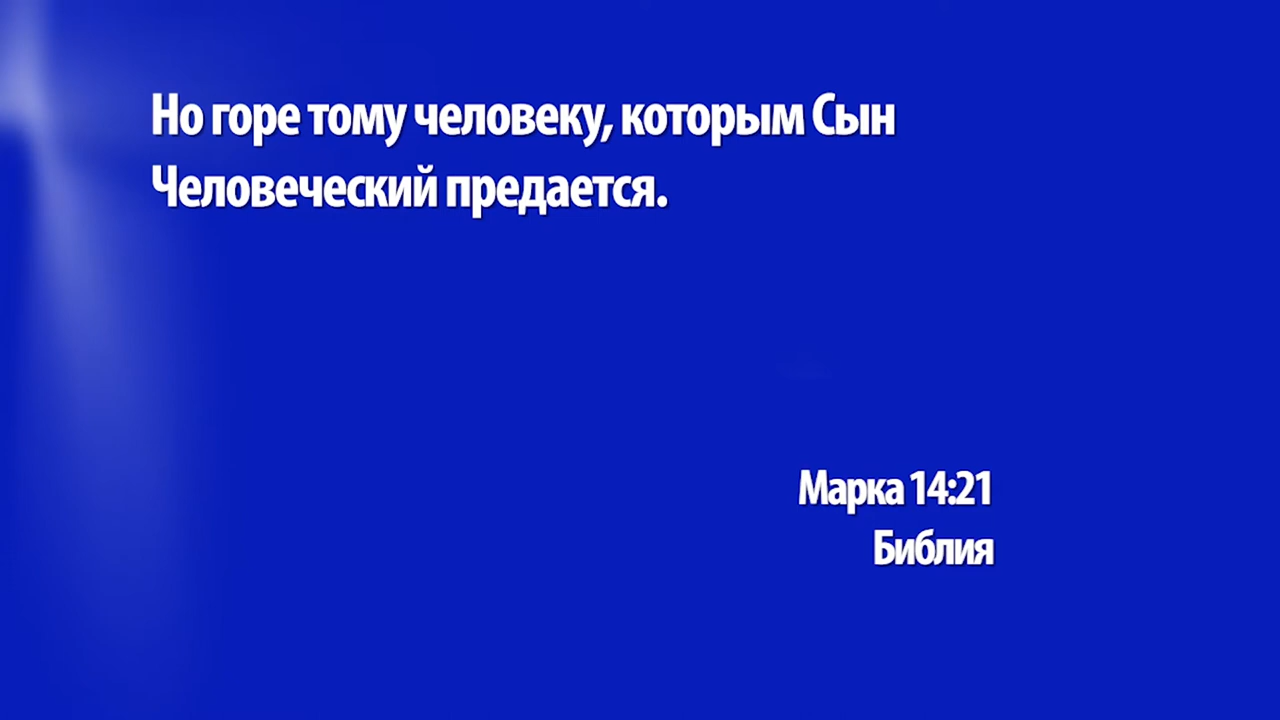 Но горе тому человеку, которым Сын
Человеческий предается.
Марка 14:21
Библия